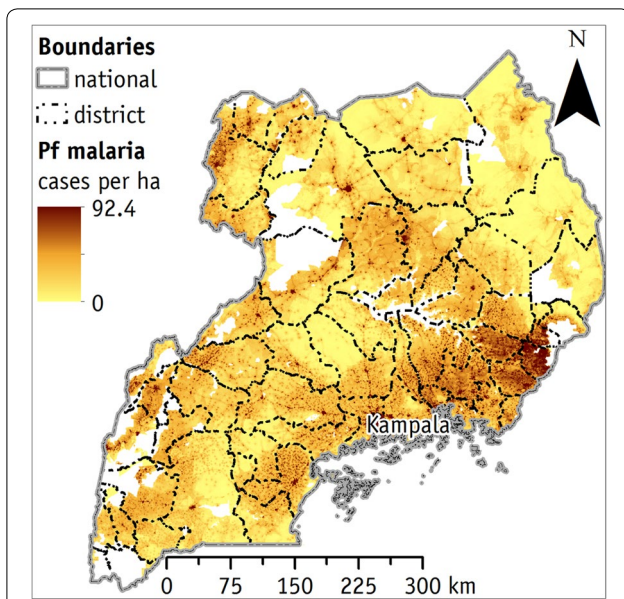 Boundaries
national
district
Pf malaria
cases per ha
92.4
0
N
Kampala
0 75 150 225 300 km